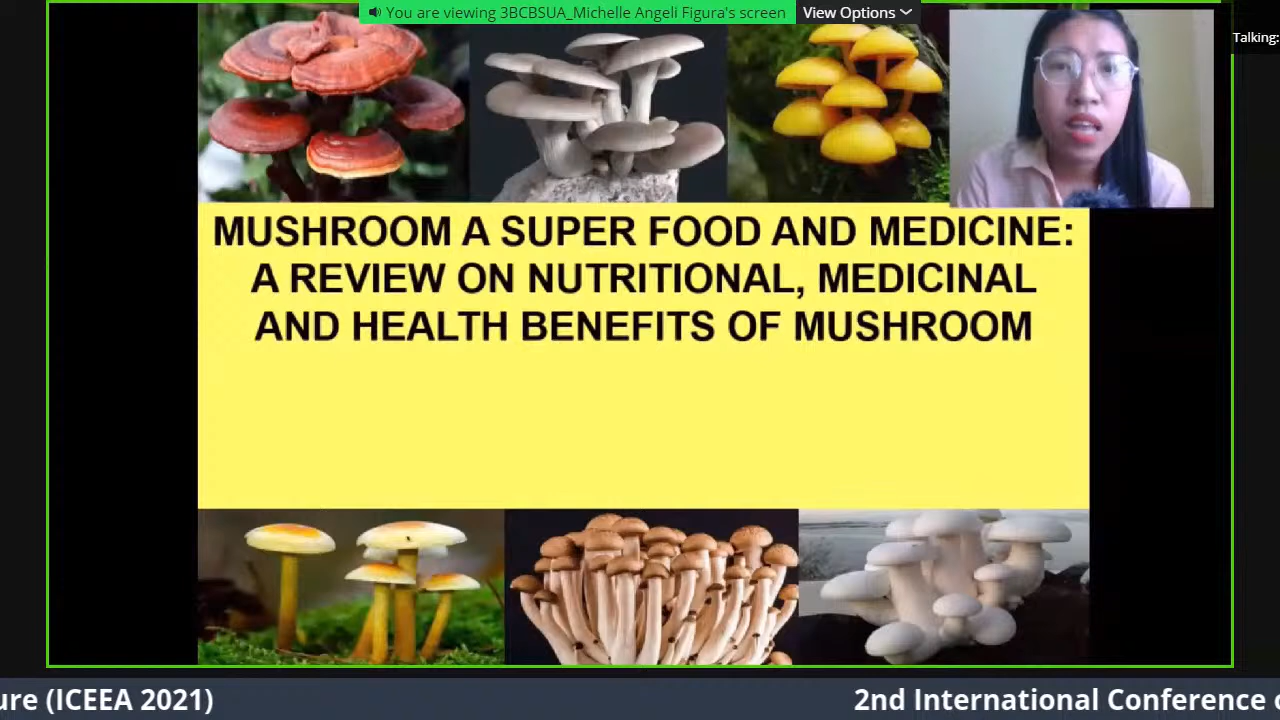 You are viewing 3BCBSUA_Michelle Angeli Figura's screen
View Options
Talking:
MUSHROOM A SUPER FOOD AND MEDICINE:
A REVIEW ON NUTRITIONAL, MEDICINAL
AND HEALTH BENEFITS OF MUSHROOM
ure (ICEEA 2021)
2nd International Conference